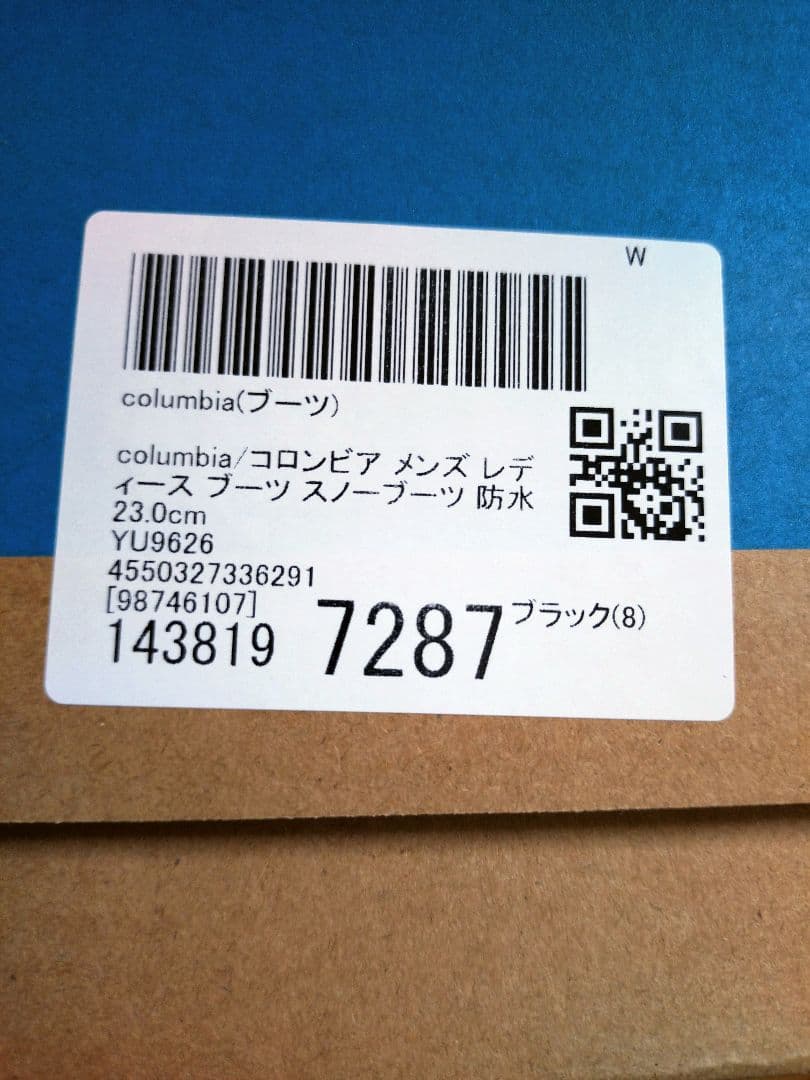 W
columbia(ブーツ)
columbia/コロンビア メンズ レデ
ィース ブーツ スノーブーツ 防水
23.0cm
YU9626
4550327336291
[98746107]
143819 7287 ブラック(8)